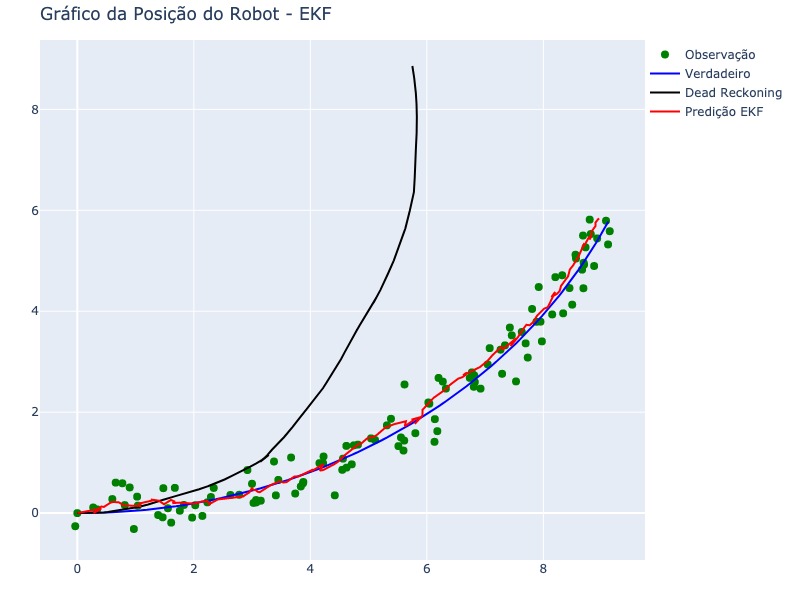 Gráfico da Posição do Robot - EKF
Observação
Verdadeiro
Dead Reckoning
Predição EKF
8
6
4
2
0
0 2 4 6 8